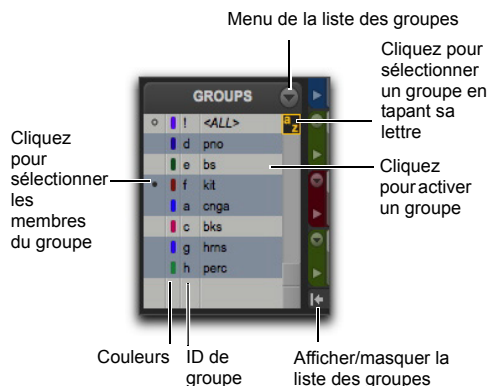 Menu de la liste des groupes
Cliquez pour
sélectionner
un groupe en
tapant sa
lettre
GROUPS
a
z
! <ALL>
d pno
e bs
f kit
a cnga
c bks
g hrns
h perc
Cliquez
pour
sélectionner
les
membres
du groupe
Cliquez
pour activer
un groupe
Couleurs
ID de
groupe
Afficher/masquer la
liste des groupes